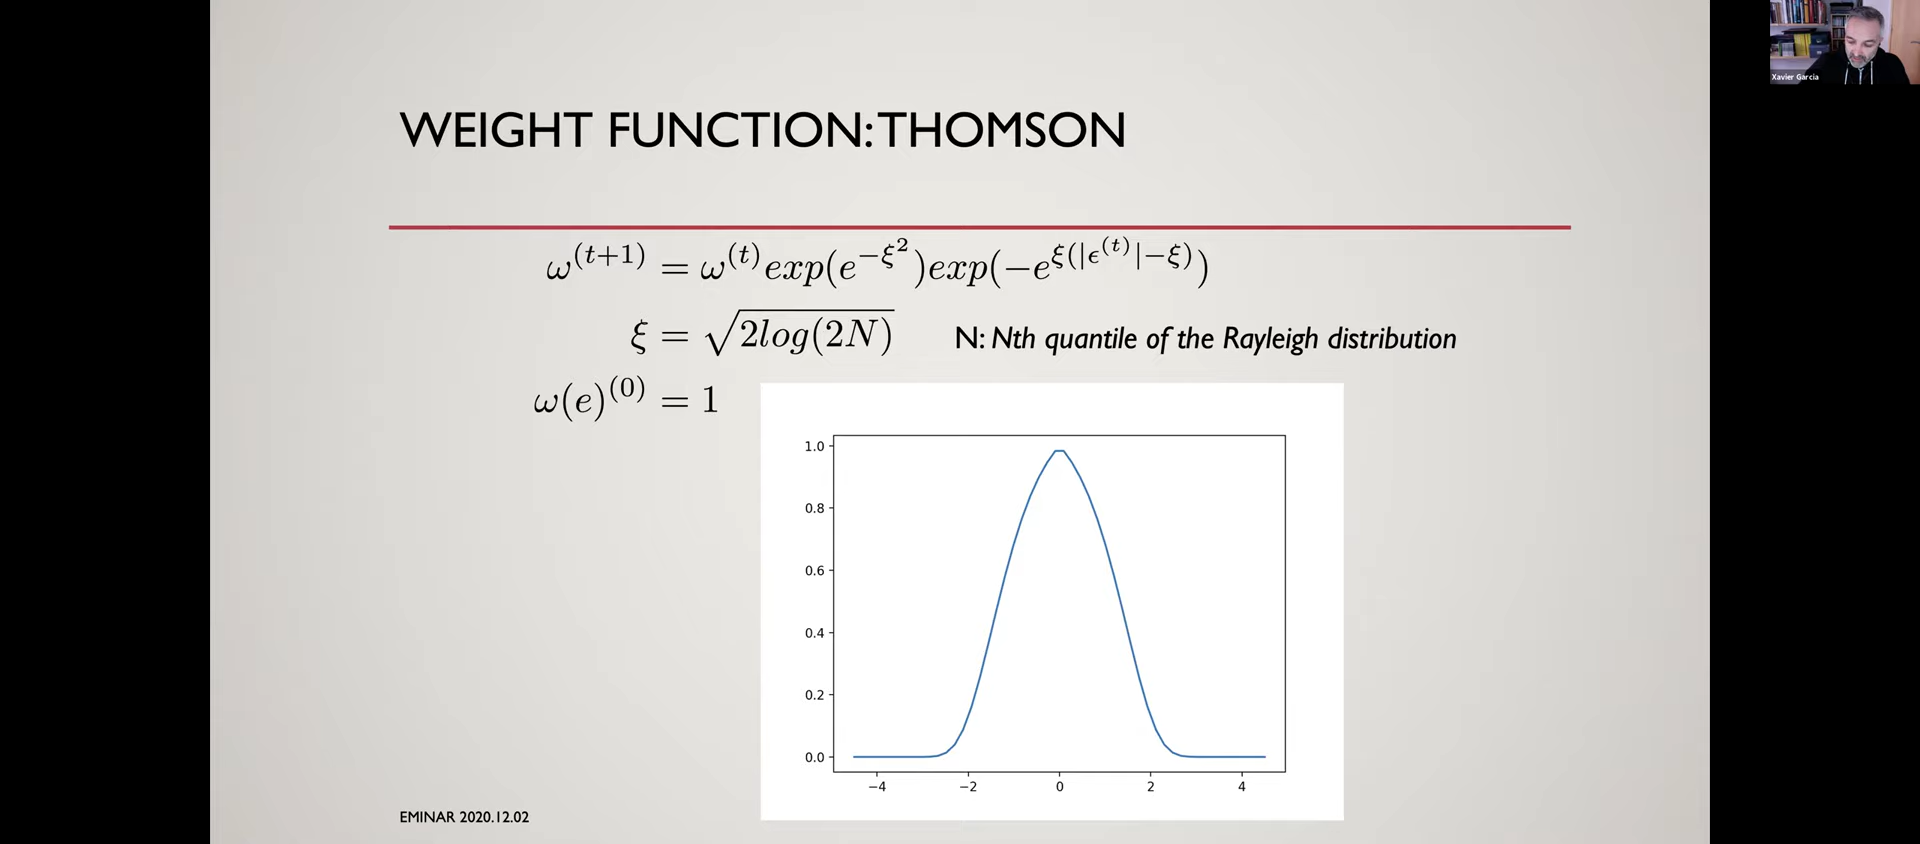 Xavier Garcia
WEIGHT FUNCTION: THOMSON
ω^(t+1) = ω^(t) exp(e^{−ξ^2}) exp(−e^{ξ(|ϵ^(t)|−ξ)})
ξ = √(2log(2N)) N: Nth quantile of the Rayleigh distribution
ω(e)^(0) = 1
1.0
0.8
0.6
0.4
0.2
0.0
−4 −2 0 2 4
EMINAR 2020.12.02